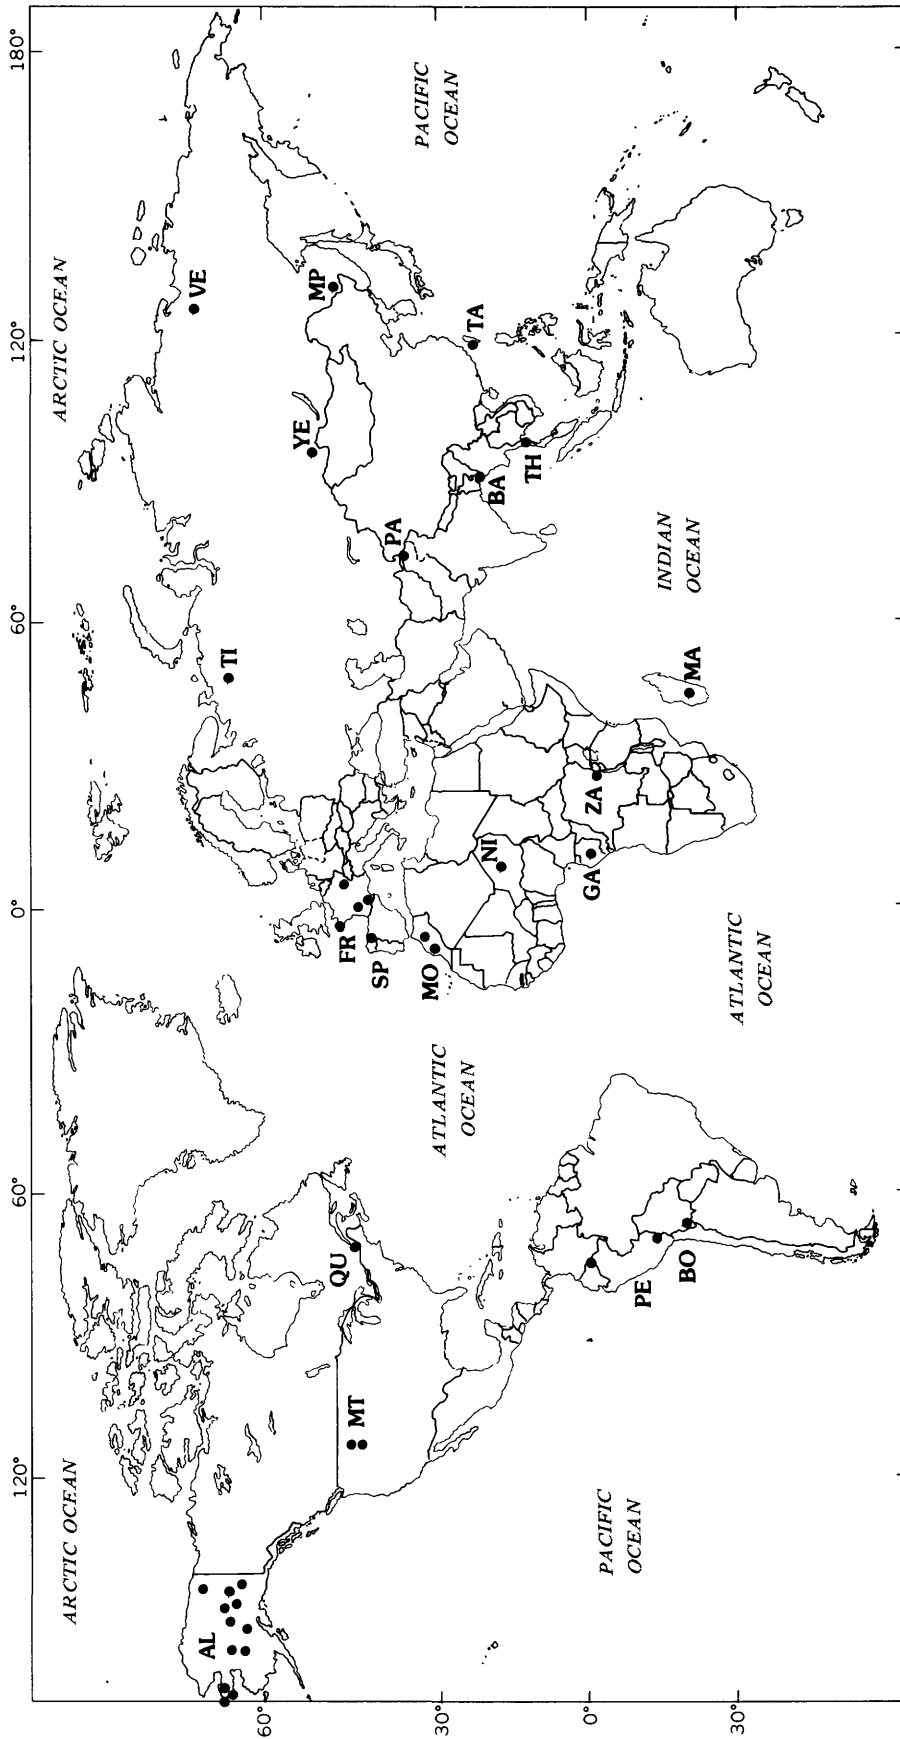 60°
30°
0°
30°
120°
60°
0°
60°
120°
180°
ARCTIC OCEAN
ARCTIC OCEAN
PACIFIC
OCEAN
ATLANTIC
OCEAN
ATLANTIC
OCEAN
INDIAN
OCEAN
PACIFIC
OCEAN
AL
MT
QU
PE
BO
FR
SP
MO
NI
GA
ZA
MA
TI
PA
YE
BA
TH
TA
MP
VE